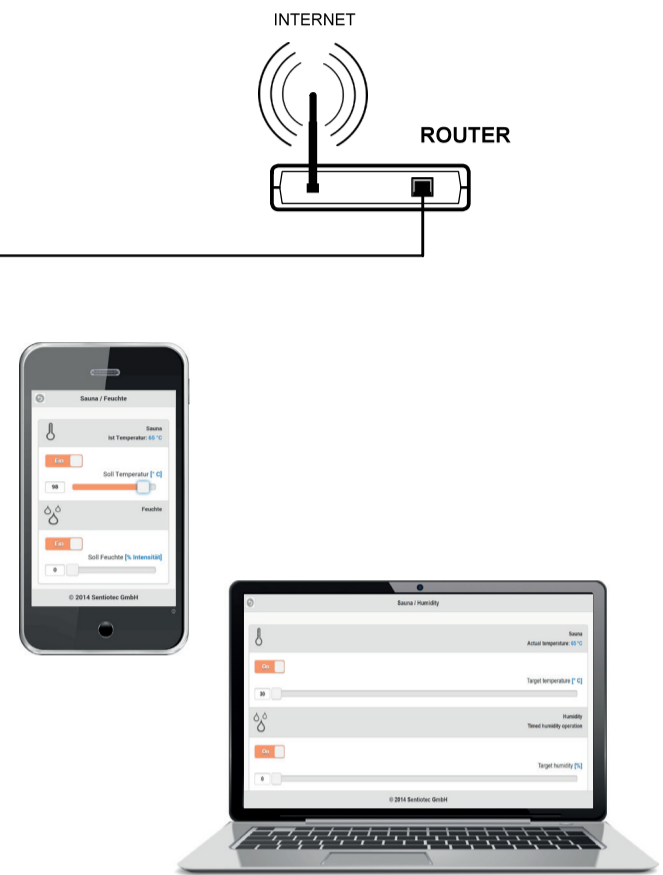 INTERNET
ROUTER
Sauna / Feuchte
Sauna
Ist Temperatur: 65 °C
Ein
Soll Temperatur [° C]
98
Feuchte
Ein
Soll Feuchte [% Intensität]
0
© 2014 Sentiotec GmbH
Sauna / Humidity
Sauna
Actual temperature: 65 °C
On
Target temperature [° C]
30
Humidity
Timed humidity operation
On
Target humidity [%]
0
© 2014 Sentiotec GmbH